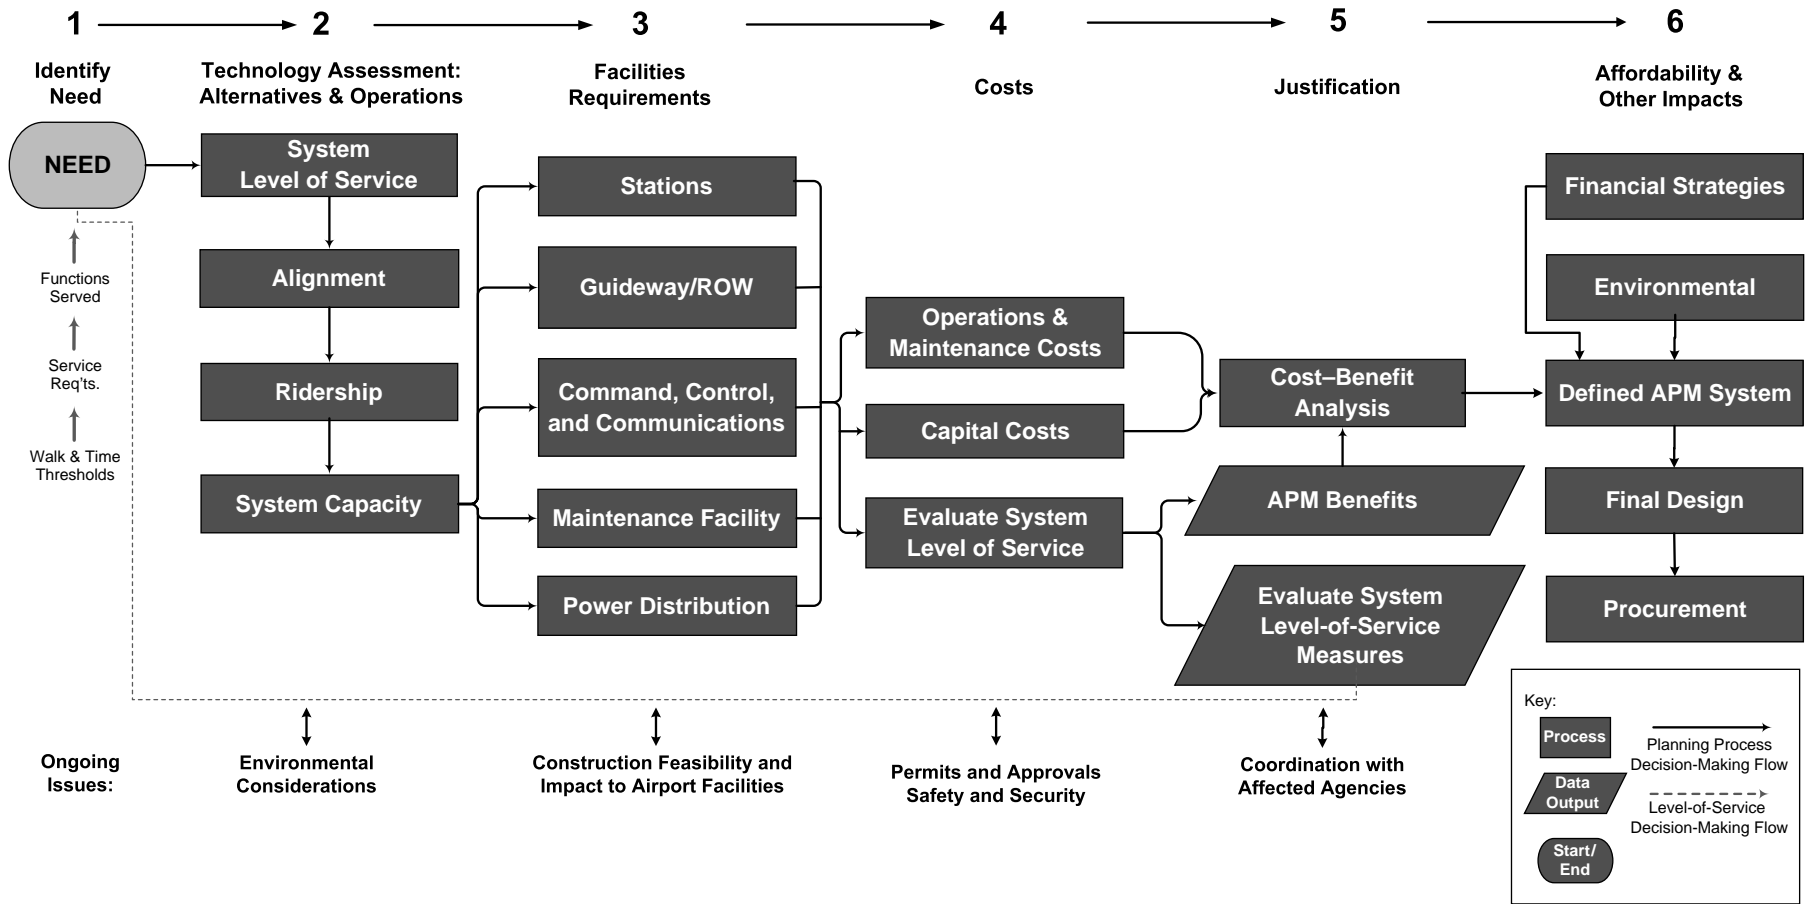 1
2
3
4
5
6
Identify
Need
Technology Assessment:
Alternatives & Operations
Facilities
Requirements
Costs
Justification
Affordability &
Other Impacts
NEED
Functions
Served
Service
Req'ts.
Walk & Time
Thresholds
System
Level of Service
Alignment
Ridership
System Capacity
Stations
Guideway/ROW
Command, Control,
and Communications
Maintenance Facility
Power Distribution
Operations &
Maintenance Costs
Capital Costs
Evaluate System
Level of Service
Cost–Benefit
Analysis
APM Benefits
Evaluate System
Level-of-Service
Measures
Financial Strategies
Environmental
Defined APM System
Final Design
Procurement
Ongoing
Issues:
Environmental
Considerations
Construction Feasibility and
Impact to Airport Facilities
Permits and Approvals
Safety and Security
Coordination with
Affected Agencies
Key:
Process
Planning Process
Decision-Making Flow
Data
Output
Level-of-Service
Decision-Making Flow
Start/
End